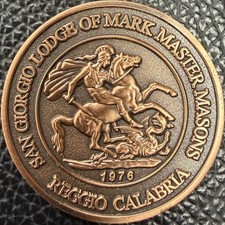 SAN GIORGIO LODGE OF MARK MASTER MASONS
1976
REGGIO CALABRIA